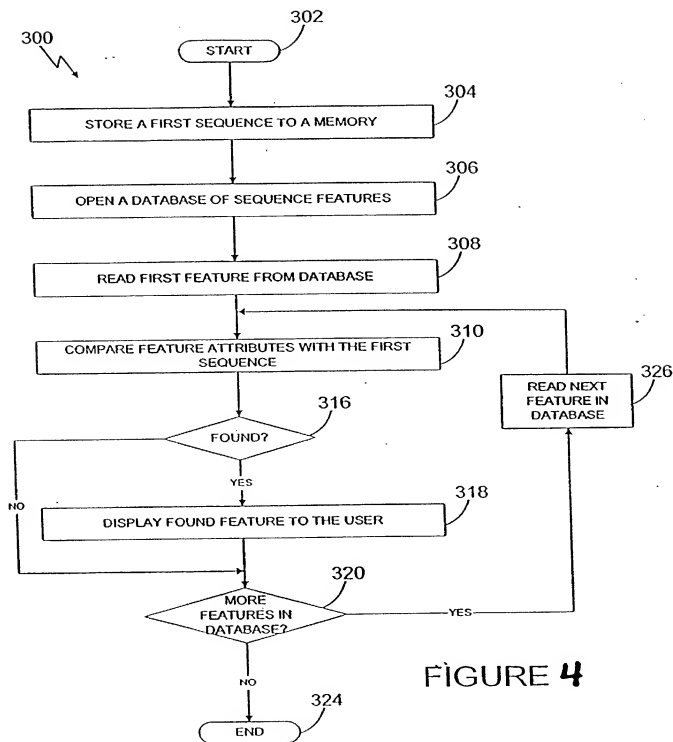 300
302
START
304
STORE A FIRST SEQUENCE TO A MEMORY
306
OPEN A DATABASE OF SEQUENCE FEATURES
308
READ FIRST FEATURE FROM DATABASE
310
COMPARE FEATURE ATTRIBUTES WITH THE FIRST
SEQUENCE
326
READ NEXT
FEATURE IN
DATABASE
316
FOUND?
NO
YES
318
DISPLAY FOUND FEATURE TO THE USER
320
MORE
FEATURES IN
DATABASE?
YES
NO
FIGURE 4
324
END